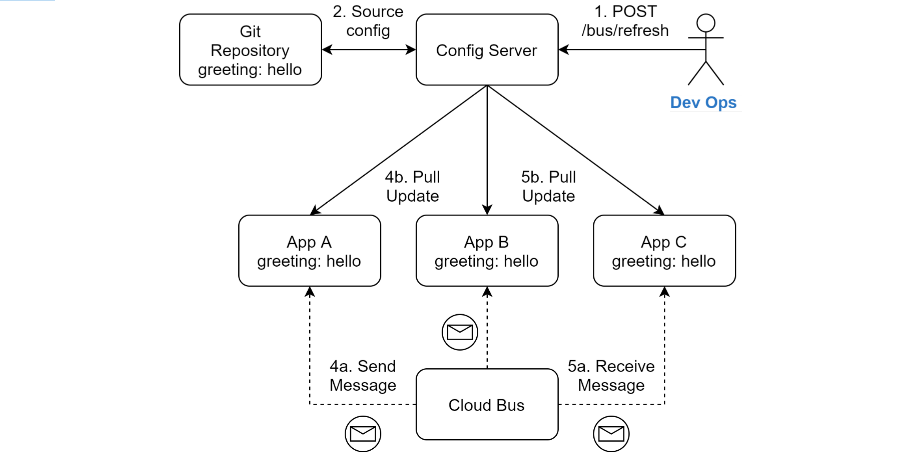 2. Source
config
1. POST
/bus/refresh
Git
Repository
greeting: hello
Config Server
Dev Ops
4b. Pull
Update
5b. Pull
Update
App A
greeting: hello
App B
greeting: hello
App C
greeting: hello
4a. Send
Message
5a. Receive
Message
Cloud Bus